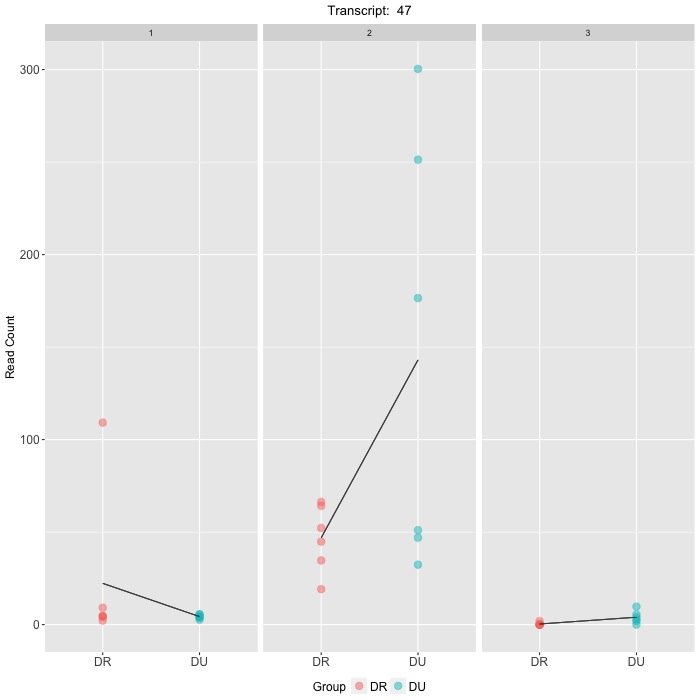 Transcript:  47
1 2 3
Read Count
300
200
100
0
DR DU DR DU DR DU
Group DR DU